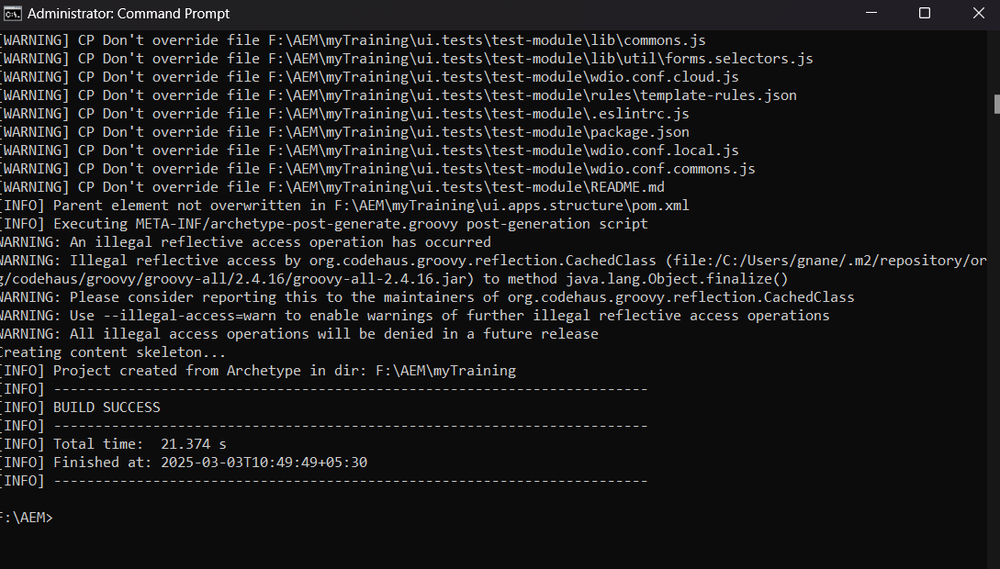 Administrator: Command Prompt
[WARNING] CP Don't override file F:\AEM\myTraining\ui.tests\test-module\lib\commons.js
[WARNING] CP Don't override file F:\AEM\myTraining\ui.tests\test-module\lib\util\forms.selectors.js
[WARNING] CP Don't override file F:\AEM\myTraining\ui.tests\test-module\wdio.conf.cloud.js
[WARNING] CP Don't override file F:\AEM\myTraining\ui.tests\test-module\rules\template-rules.json
[WARNING] CP Don't override file F:\AEM\myTraining\ui.tests\test-module\.eslintrc.js
[WARNING] CP Don't override file F:\AEM\myTraining\ui.tests\test-module\package.json
[WARNING] CP Don't override file F:\AEM\myTraining\ui.tests\test-module\wdio.conf.local.js
[WARNING] CP Don't override file F:\AEM\myTraining\ui.tests\test-module\wdio.conf.commons.js
[WARNING] CP Don't override file F:\AEM\myTraining\ui.tests\test-module\README.md
[INFO] Parent element not overwritten in F:\AEM\myTraining\ui.apps.structure\pom.xml
[INFO] Executing META-INF/archetype-post-generate.groovy post-generation script
WARNING: An illegal reflective access operation has occurred
WARNING: Illegal reflective access by org.codehaus.groovy.reflection.CachedClass (file:/C:/Users/gnane/.m2/repository/or
g/codehaus/groovy/groovy-all/2.4.16/groovy-all-2.4.16.jar) to method java.lang.Object.finalize()
WARNING: Please consider reporting this to the maintainers of org.codehaus.groovy.reflection.CachedClass
WARNING: Use --illegal-access=warn to enable warnings of further illegal reflective access operations
WARNING: All illegal access operations will be denied in a future release
Creating content skeleton...
[INFO] Project created from Archetype in dir: F:\AEM\myTraining
[INFO] ------------------------------------------------------------------------
[INFO] BUILD SUCCESS
[INFO] ------------------------------------------------------------------------
[INFO] Total time:  21.374 s
[INFO] Finished at: 2025-03-03T10:49:49+05:30
[INFO] ------------------------------------------------------------------------
F:\AEM>